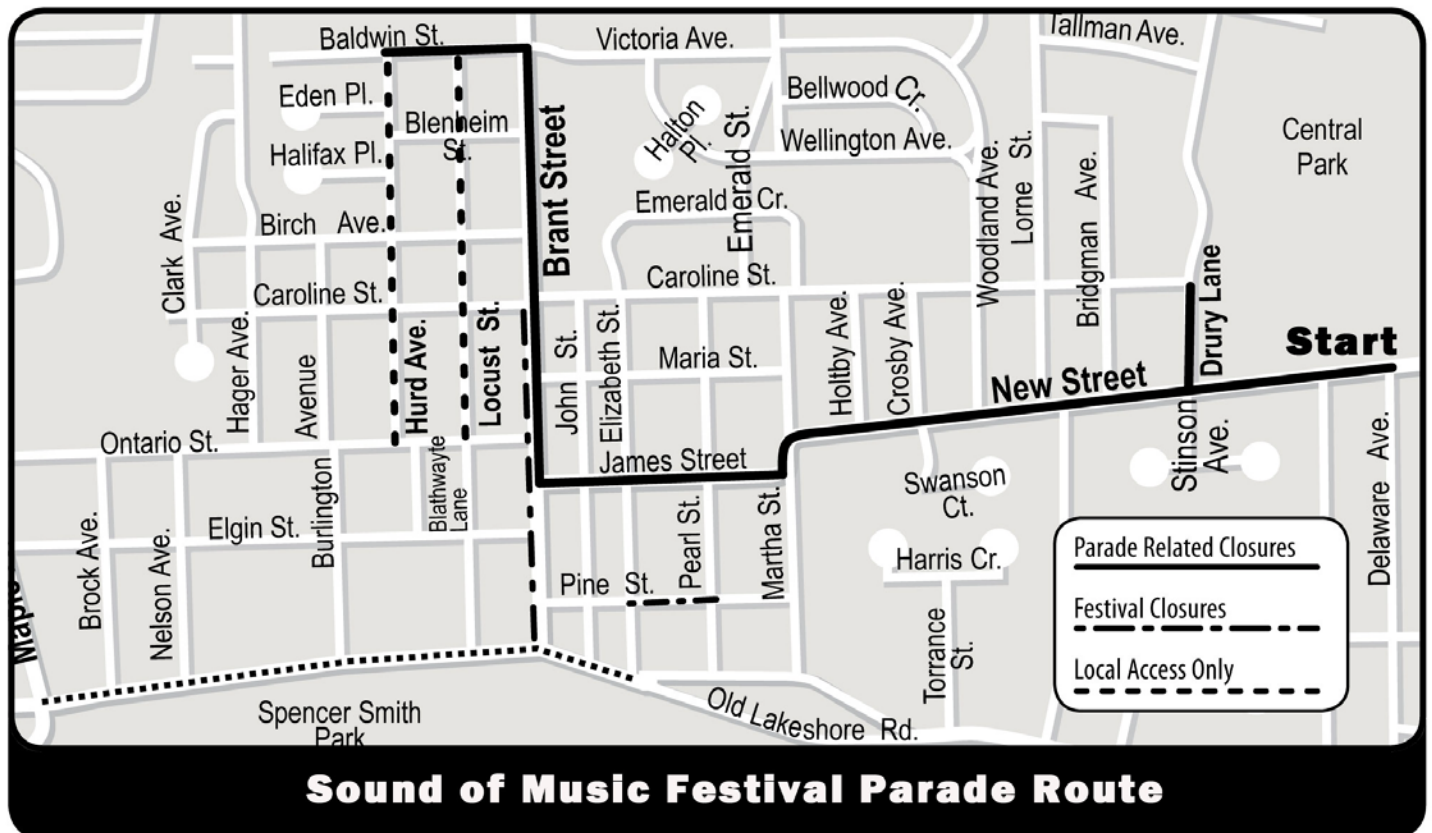 Baldwin St.
Victoria Ave.
Tallman Ave.
Eden Pl.
Bellwood Cr.
Blenheim
St.
Halton
Pl.
Emerald St.
Wellington Ave.
Central
Park
Halifax Pl.
Brant Street
Woodland Ave.
Lorne St.
Bridgman Ave.
Clark Ave.
Birch Ave.
Emerald Cr.
Caroline St.
Caroline St.
Drury Lane
Hager Ave.
Avenue
Hurd Ave.
Locust St.
John St.
Elizabeth St.
Maria St.
Holtby Ave.
Crosby Ave.
New Street
Start
Ontario St.
James Street
Stinson
Ave.
Swanson
Ct.
Delaware Ave.
Brock Ave.
Nelson Ave.
Elgin St.
Burlington
Blathwayte
Lane
Pearl St.
Martha St.
Pine St.
Harris Cr.
Torrance
St.
Maple
Parade Related Closures
Festival Closures
Local Access Only
Spencer Smith
Park
Old Lakeshore Rd.
Sound of Music Festival Parade Route